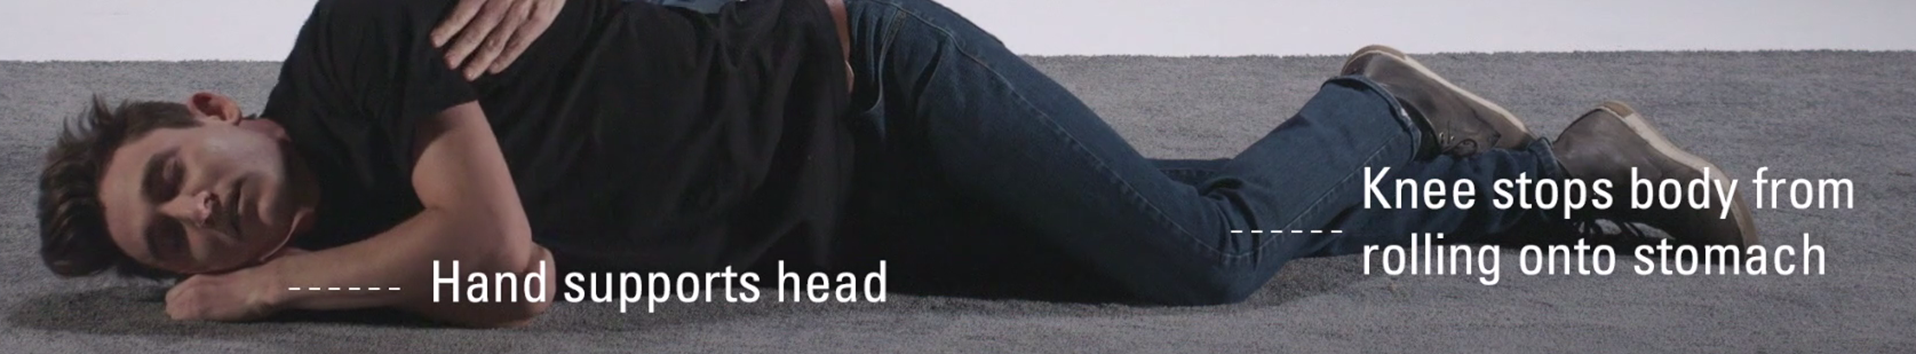 Hand supports head
Knee stops body from
rolling onto stomach